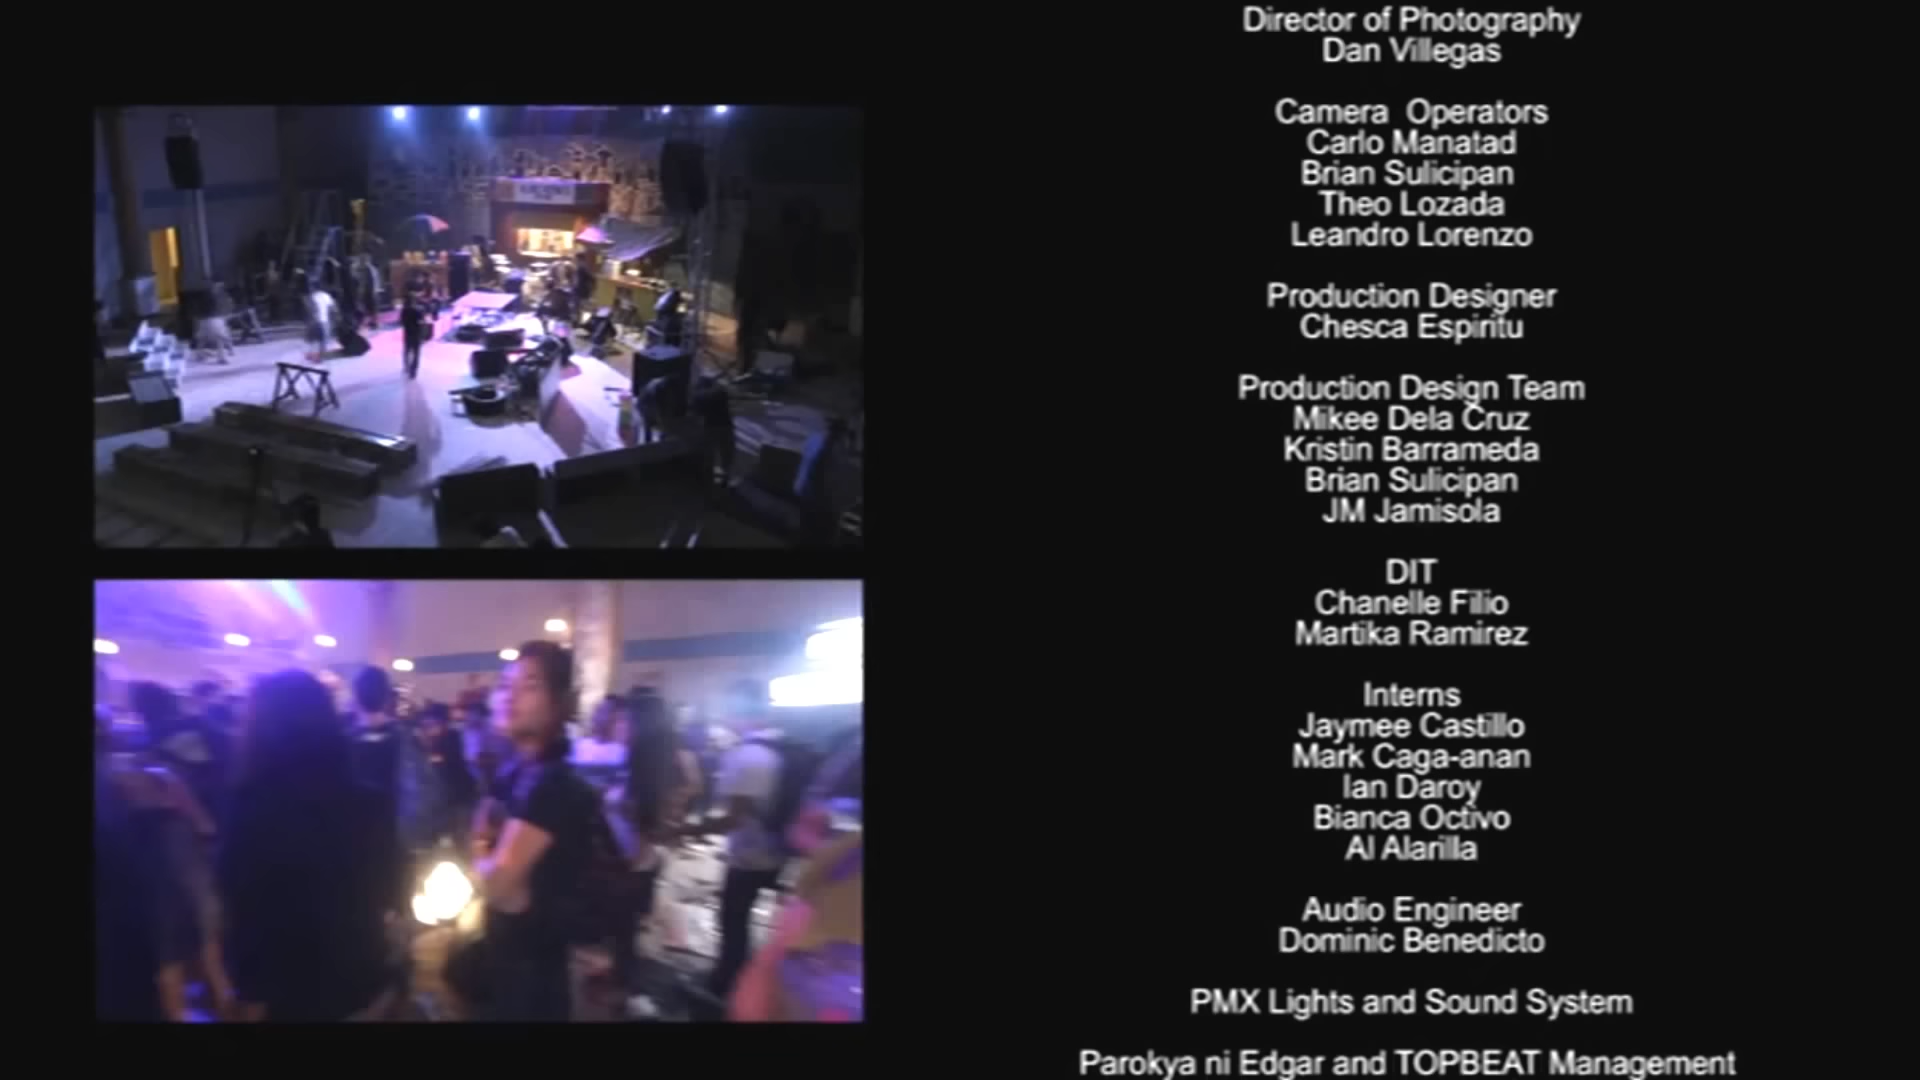 Director of Photography
Dan Villegas
Camera Operators
Carlo Manatad
Brian Sulicipan
Theo Lozada
Leandro Lorenzo
Production Designer
Chesca Espiritu
Production Design Team
Mikee Dela Cruz
Kristin Barrameda
Brian Sulicipan
JM Jamisola
DIT
Chanelle Filio
Martika Ramirez
Interns
Jaymee Castillo
Mark Caga-anan
Ian Daroy
Bianca Octivo
Al Alarilla
Audio Engineer
Dominic Benedicto
PMX Lights and Sound System
Parokya ni Edgar and TOPBEAT Management